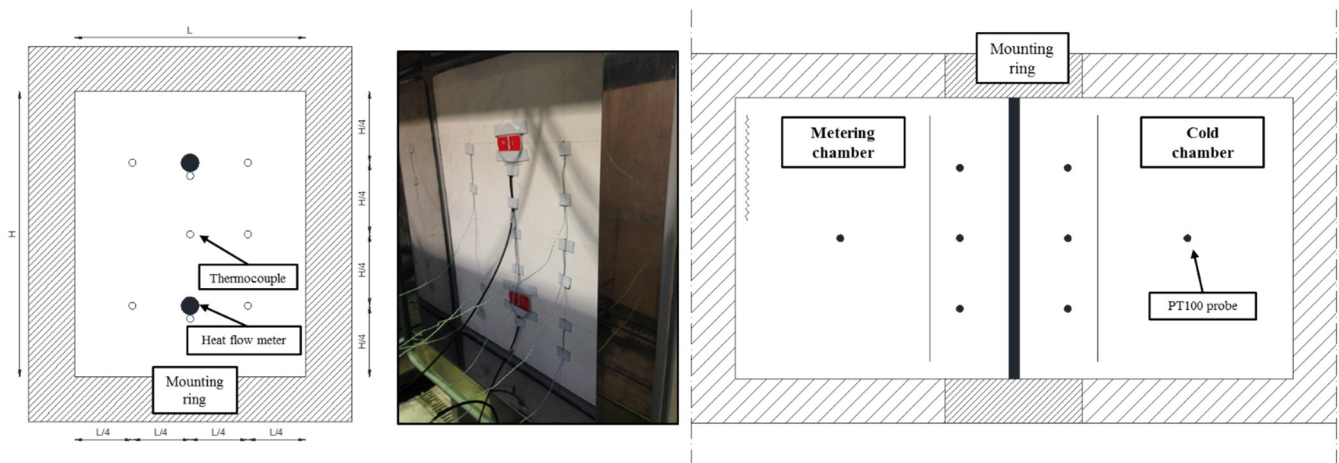 L
H
H/4
H/4
H/4
H/4
Thermocouple
Heat flow meter
Mounting
ring
L/4
L/4
L/4
L/4
Mounting
ring
Metering
chamber
Cold
chamber
PT100 probe